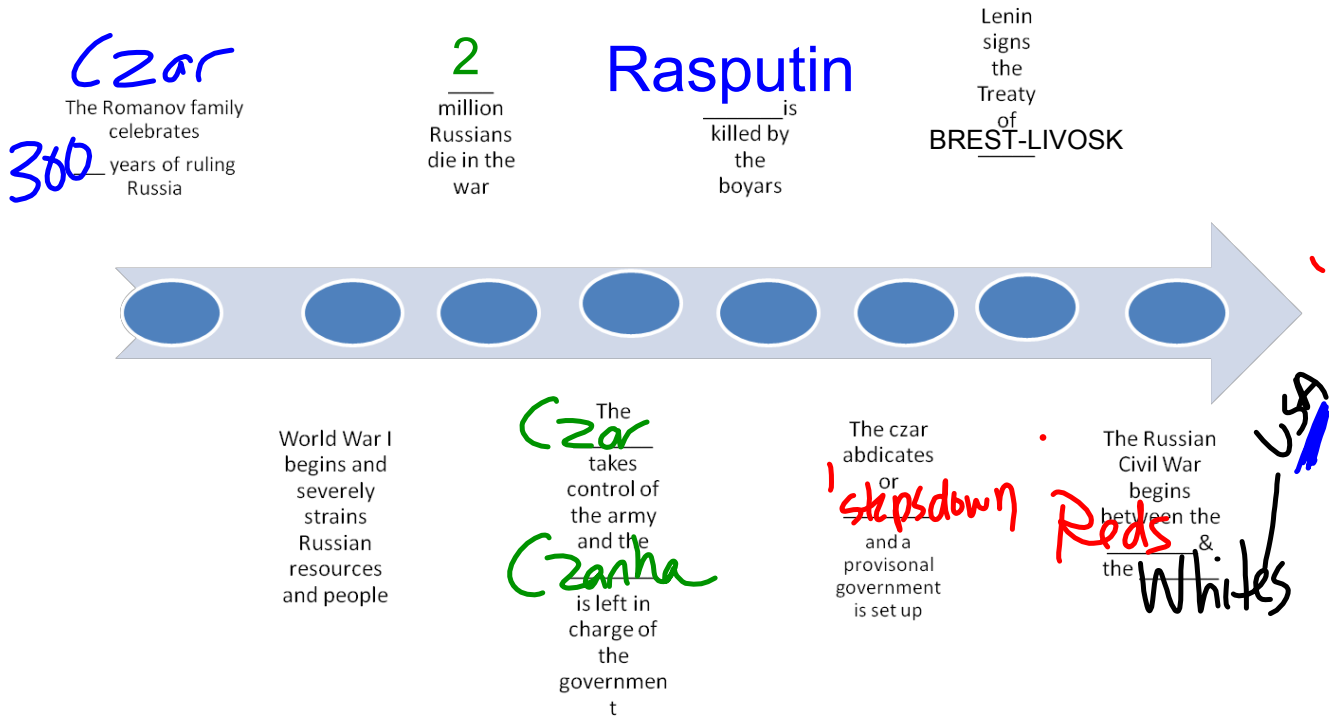 Czar
The Romanov family
celebrates
300 years of ruling
Russia
2
million
Russians
die in the
war
Rasputin
is
killed by
the
boyars
Lenin
signs
the
Treaty
of
BREST-LIVOSK
World War I
begins and
severely
strains
Russian
resources
and people
The
Czar
takes
control of
the army
and the
Czarina
is left in
charge of
the
governmen
t
The czar
abdicates
or
stepsdown
and a
provisonal
government
is set up
The Russian
Civil War
begins
between the
Reds &
the Whites
USA